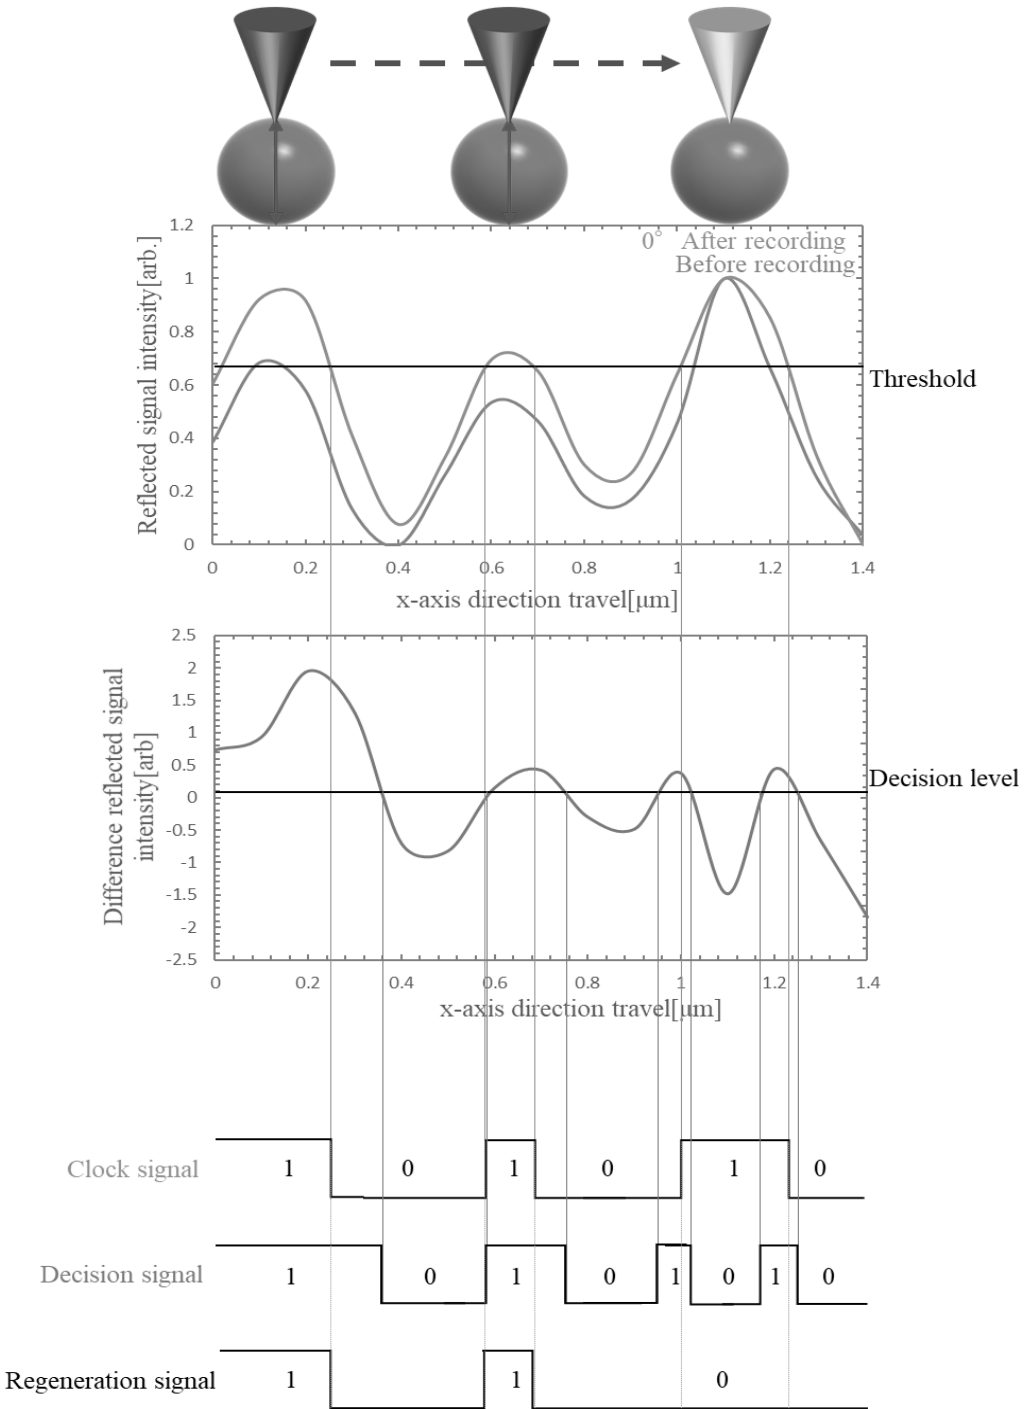 0° After recording
Before recording
Reflected signal intensity[arb.]
1.2
1
0.8
0.6
0.4
0.2
0
Threshold
0 0.2 0.4 0.6 0.8 1 1.2 1.4
x-axis direction travel[μm]
Difference reflected signal
intensity[arb]
2.5
2
1.5
1
0.5
0
-0.5
-1
-1.5
-2
-2.5
Decision level
0 0.2 0.4 0.6 0.8 1 1.2 1.4
x-axis direction travel[μm]
Clock signal 1 0 1 0 1 0
Decision signal 1 0 1 0 1 0 1 0
Regeneration signal 1 1 0